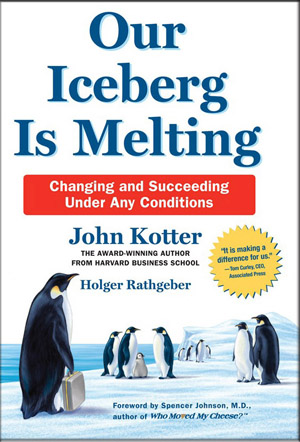 Our
Iceberg
Is Melting
Changing and Succeeding
Under Any Conditions
John Kotter
THE AWARD-WINNING AUTHOR
FROM HARVARD BUSINESS SCHOOL
Holger Rathgeber
"It is making a
difference for us."
—Tom Curley, CEO,
Associated Press
Foreword by Spencer Johnson, M.D.,
author of Who Moved My Cheese?™